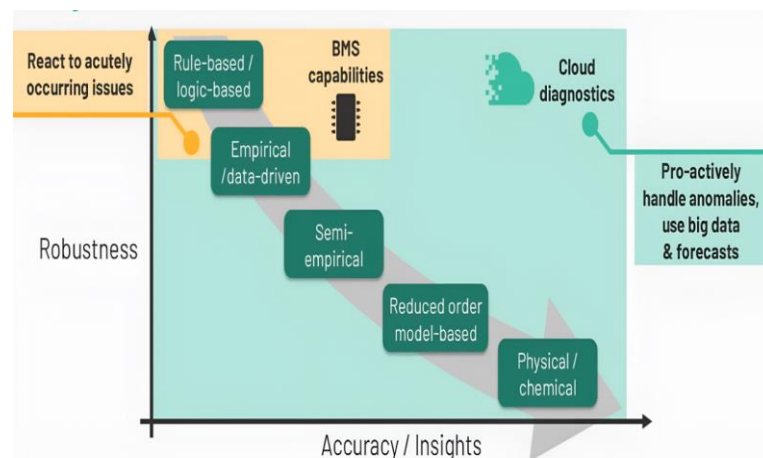 React to acutely
occurring issues
Rule-based /
logic-based
BMS
capabilities
Cloud
diagnostics
Empirical
/data-driven
Pro-actively
handle anomalies,
use big data
& forecasts
Semi-
empirical
Robustness
Reduced order
model-based
Physical /
chemical
Accuracy / Insights